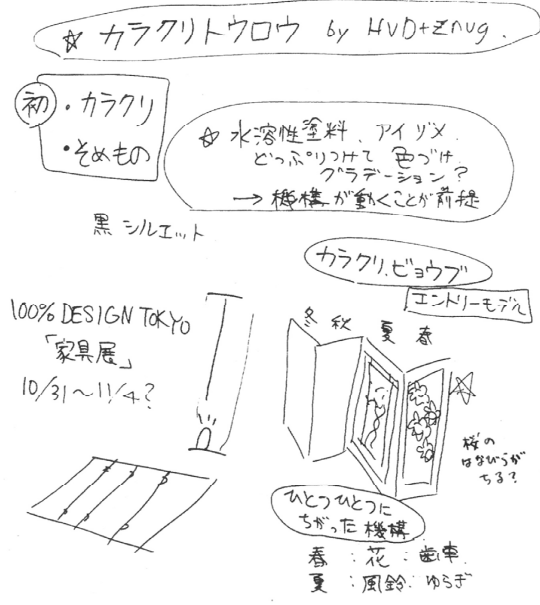 ☆ カラクリトウロウ by HVD+znug.
初 ・カラクリ
・そめもの
☆ 水溶性塗料、アイゾメ
どっぷりつけて 色づけ
グラデーション？
→ 機構が動くことが前提
黒 シルエット
カラクリ、ビョウブ
エントリーモデル
100% DESIGN TOKYO
「家具展」
10/31〜11/4?
冬 秋 夏 春
桜の
はなびらが
ちる？
ひとつひとつに
ちがった機構
春：花：歯車
夏：風鈴：ゆらぎ